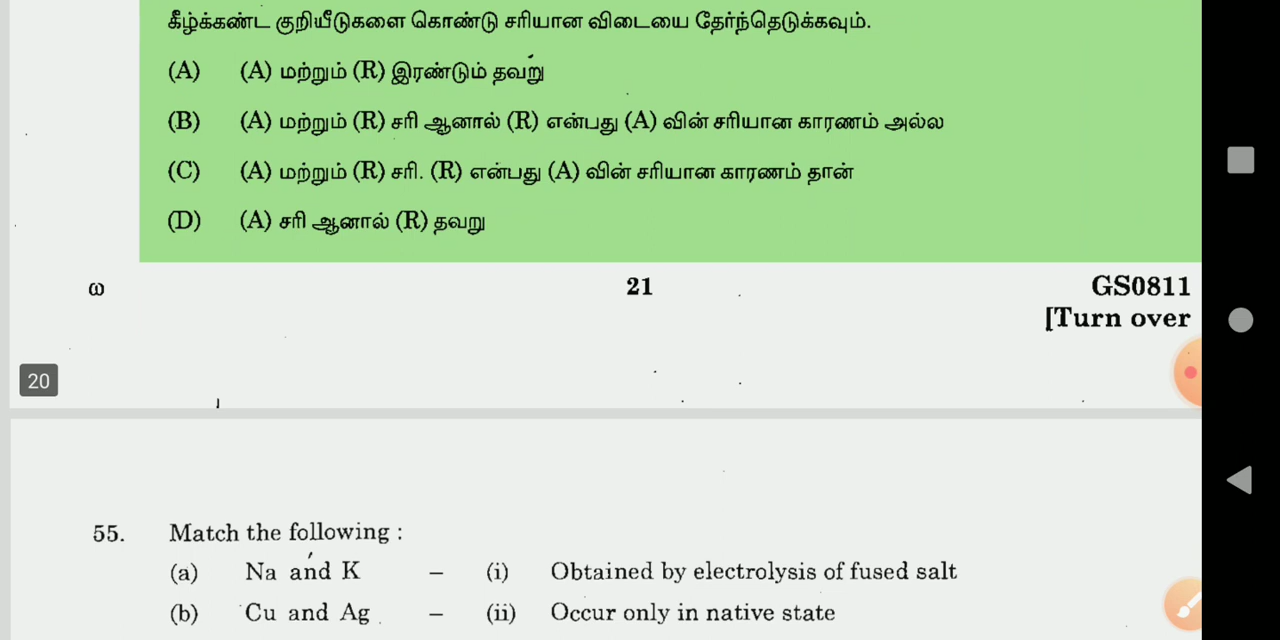 கீழ்க்கண்ட குறியீடுகளை கொண்டு சரியான விடையை தேர்ந்தெடுக்கவும்.
(A) (A) மற்றும் (R) இரண்டும் தவறு
(B) (A) மற்றும் (R) சரி ஆனால் (R) என்பது (A) வின் சரியான காரணம் அல்ல
(C) (A) மற்றும் (R) சரி. (R) என்பது (A) வின் சரியான காரணம் தான்
(D) (A) சரி ஆனால் (R) தவறு
ω 21 GS0811
[Turn over
20
55. Match the following :
(a) Na and K – (i) Obtained by electrolysis of fused salt
(b) Cu and Ag – (ii) Occur only in native state